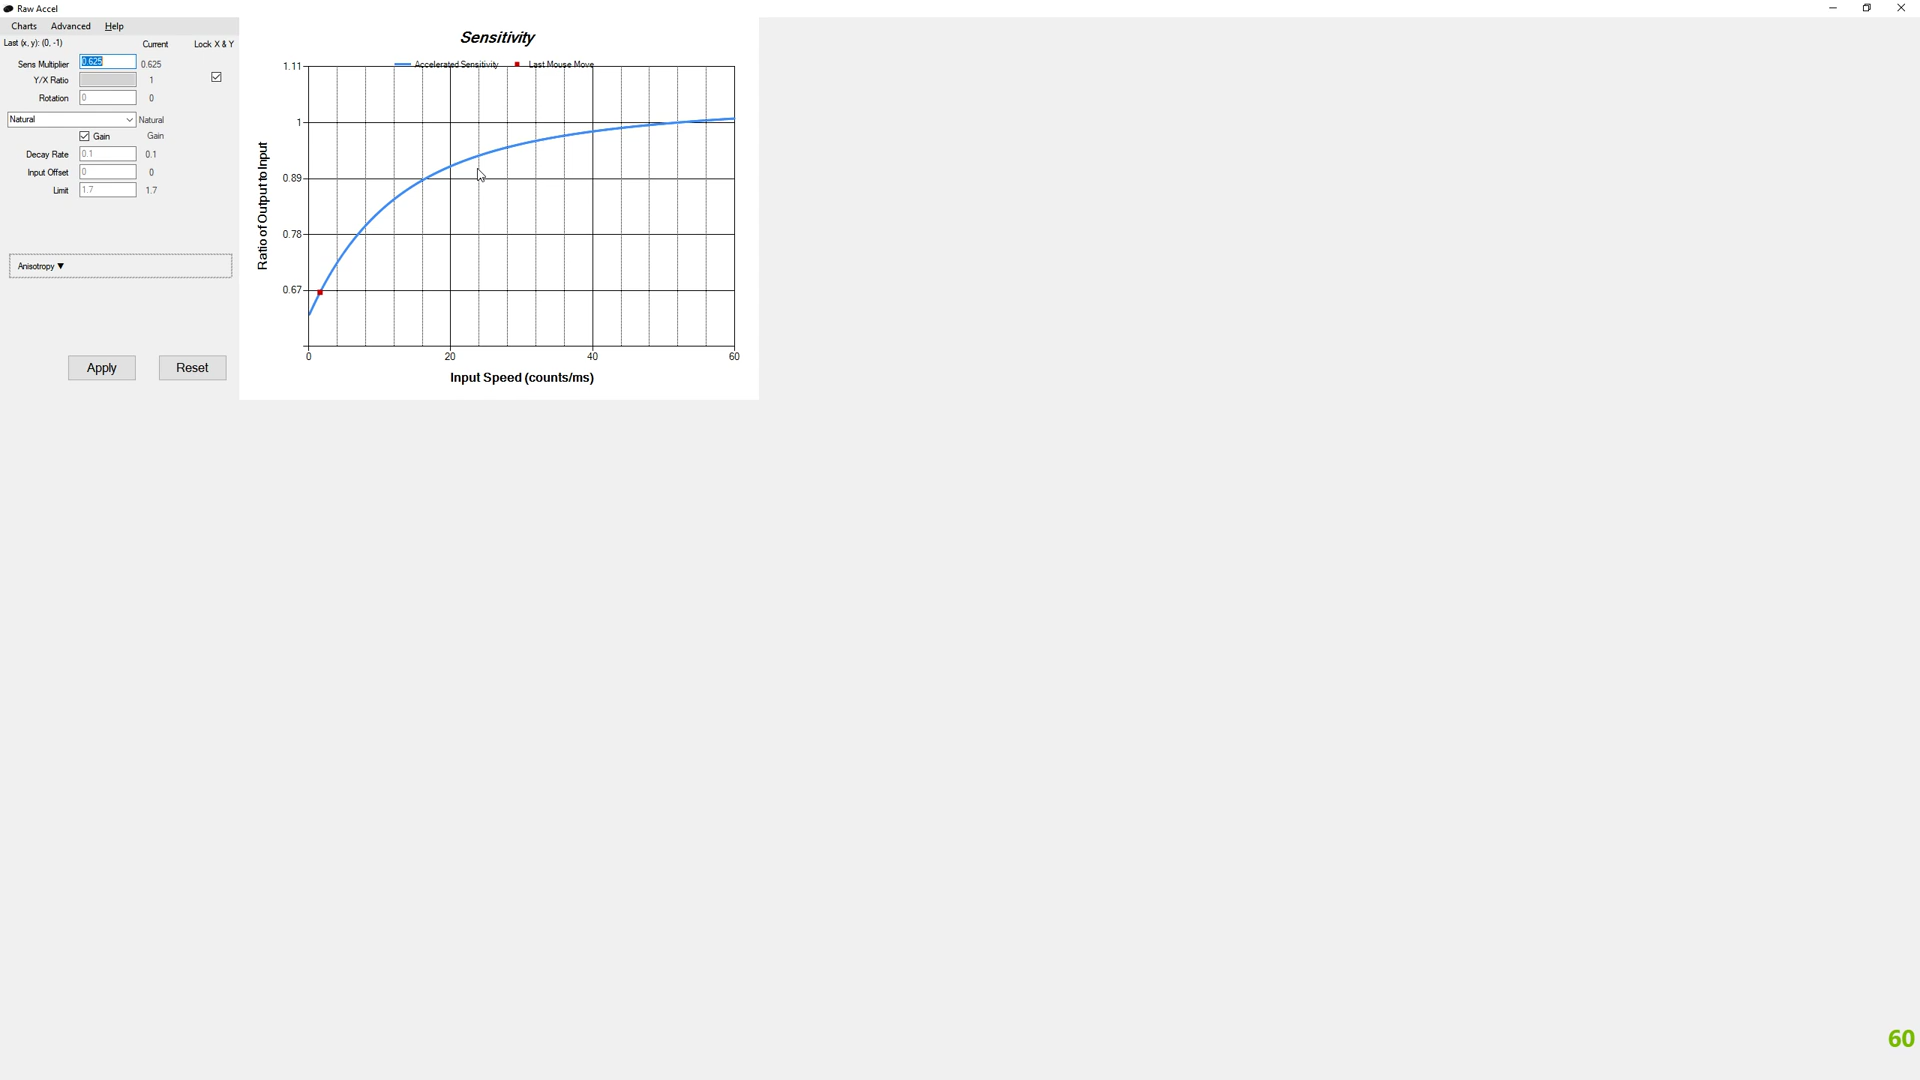 Raw Accel
Charts Advanced Help
Last (x, y): (0, -1) Current Lock X & Y
Sens Multiplier 0.625 0.625
Y/X Ratio 1
Rotation 0 0
Natural Natural
Gain Gain
Decay Rate 0.1 0.1
Input Offset 0 0
Limit 1.7 1.7
Anisotropy ▼
Apply Reset
Sensitivity
Accelerated Sensitivity Last Mouse Move
1.11
1
0.89
0.78
0.67
Ratio of Output to Input
0 20 40 60
Input Speed (counts/ms)
60